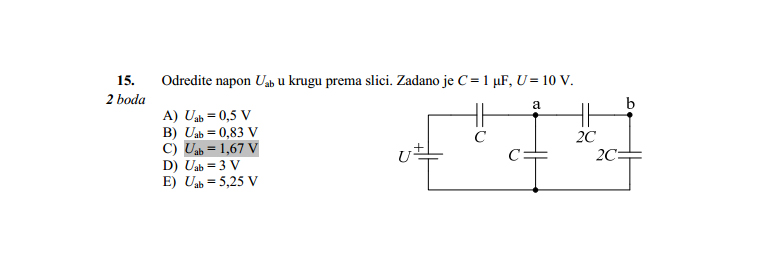 15. Odredite napon Uab u krugu prema slici. Zadano je C = 1 μF, U = 10 V.
2 boda
A) Uab = 0,5 V
B) Uab = 0,83 V
C) Uab = 1,67 V
D) Uab = 3 V
E) Uab = 5,25 V
a b
C 2C
U + C 2C